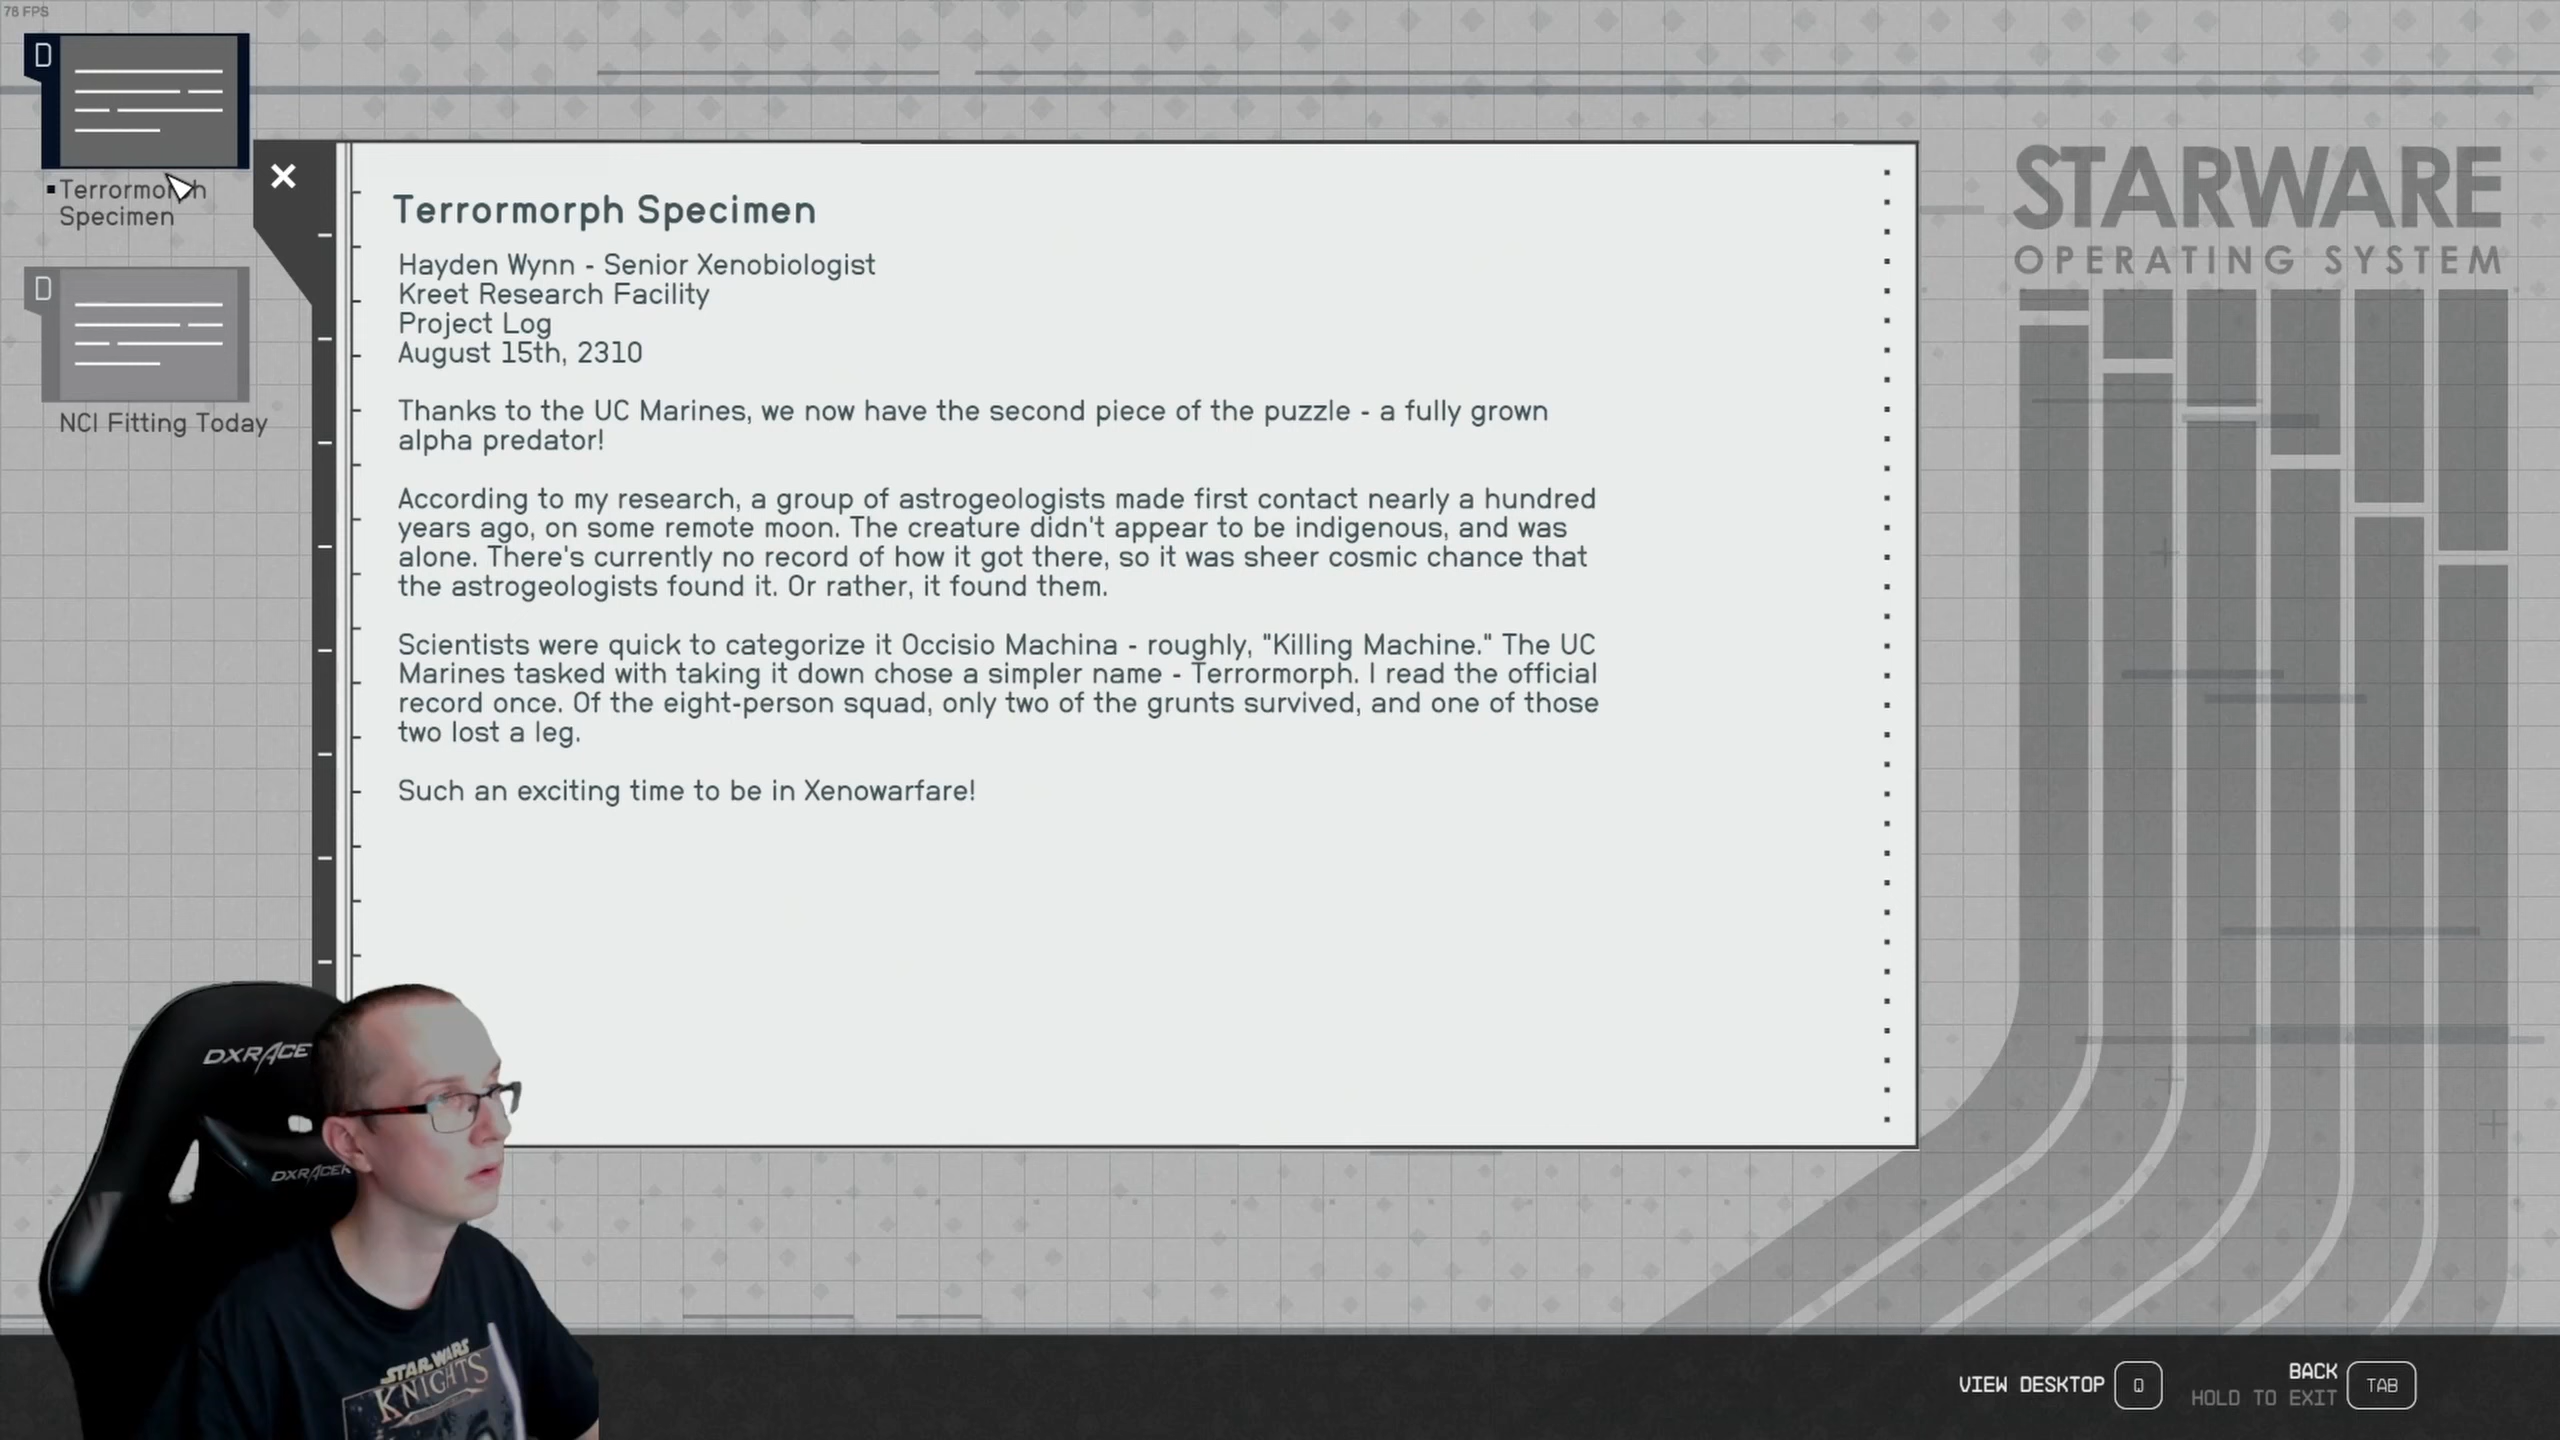 78 FPS
D
Terrormorph
Specimen
D
NCI Fitting Today
Terrormorph Specimen
Hayden Wynn - Senior Xenobiologist
Kreet Research Facility
Project Log
August 15th, 2310
Thanks to the UC Marines, we now have the second piece of the puzzle - a fully grown
alpha predator!
According to my research, a group of astrogeologists made first contact nearly a hundred
years ago, on some remote moon. The creature didn't appear to be indigenous, and was
alone. There's currently no record of how it got there, so it was sheer cosmic chance that
the astrogeologists found it. Or rather, it found them.
Scientists were quick to categorize it Occisio Machina - roughly, "Killing Machine." The UC
Marines tasked with taking it down chose a simpler name - Terrormorph. I read the official
record once. Of the eight-person squad, only two of the grunts survived, and one of those
two lost a leg.
Such an exciting time to be in Xenowarfare!
STARWARE
OPERATING SYSTEM
DXRACE
DXRACER
STAR WARS
KNIGHTS
VIEW DESKTOP Q
BACK
HOLD TO EXIT TAB